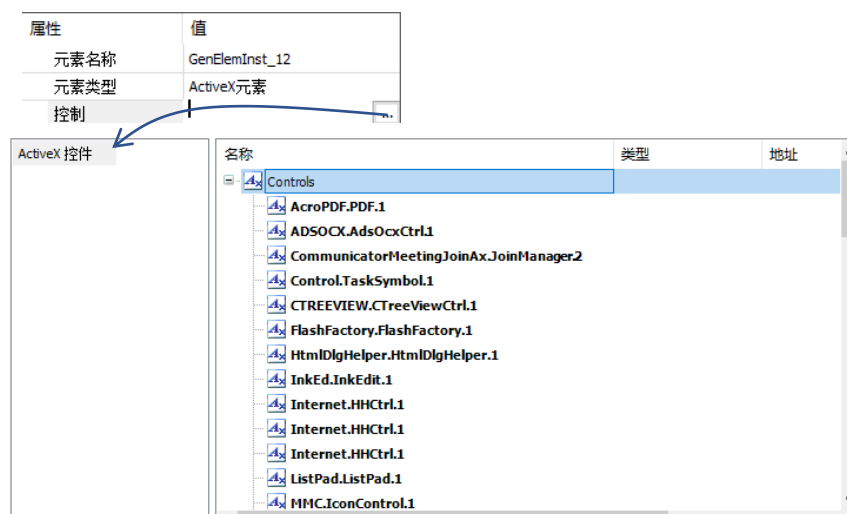 属性 值
元素名称 GenElemInst_12
元素类型 ActiveX元素
控制 ...
ActiveX 控件 名称 类型 地址
Controls
AcroPDF.PDF.1
ADSOCX.AdsOcxCtrl.1
CommunicatorMeetingJoinAx.JoinManager.2
Control.TaskSymbol.1
CTREEVIEW.CTreeViewCtrl.1
FlashFactory.FlashFactory.1
HtmlDlgHelper.HtmlDlgHelper.1
InkEd.InkEdit.1
Internet.HHCtrl.1
Internet.HHCtrl.1
Internet.HHCtrl.1
ListPad.ListPad.1
MMC.IconControl.1